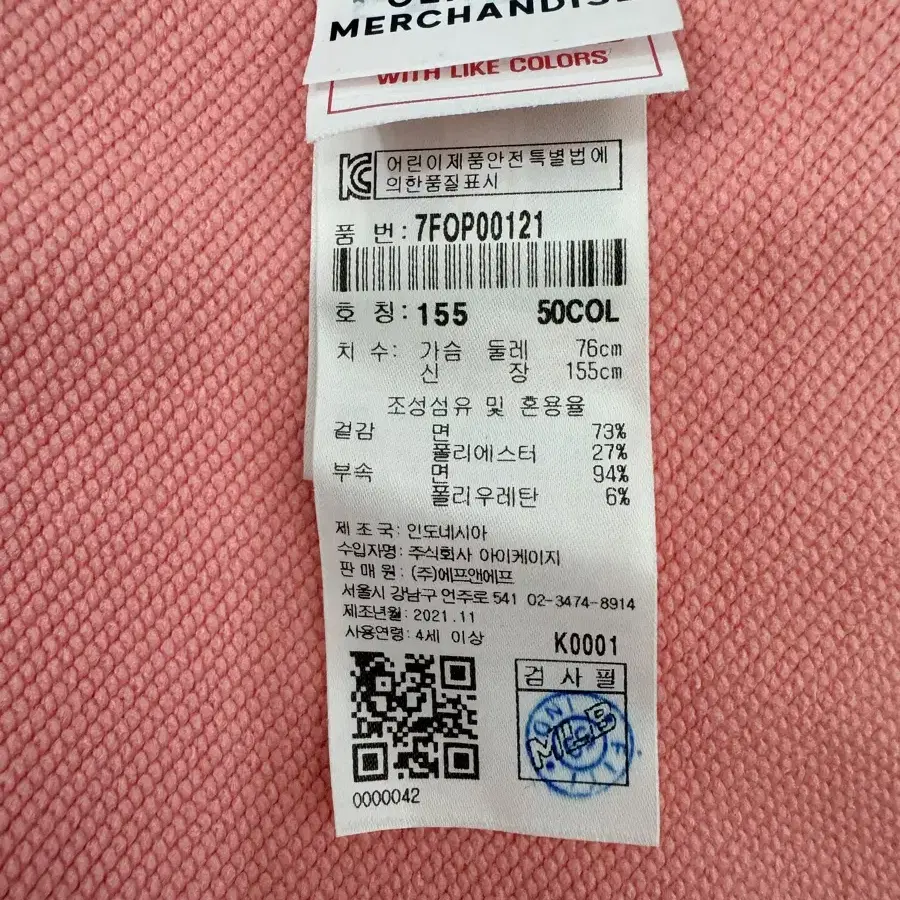 MERCHANDISE
WITH LIKE COLORS
어린이제품안전특별법에
의한품질표시
품 번: 7FOP00121
호 칭: 155 50COL
치 수: 가슴 둘레 76cm
신 장 155cm
조성섬유 및 혼용율
겉감 면 73%
폴리에스터 27%
부속 면 94%
폴리우레탄 6%
제 조 국: 인도네시아
수입자명: 주식회사 아이케이지
판 매 원: (주)에프앤에프
서울시 강남구 언주로 541 02-3474-8914
제조년월: 2021.11
사용연령: 4세 이상
K0001
검 사 필
MLB
0000042